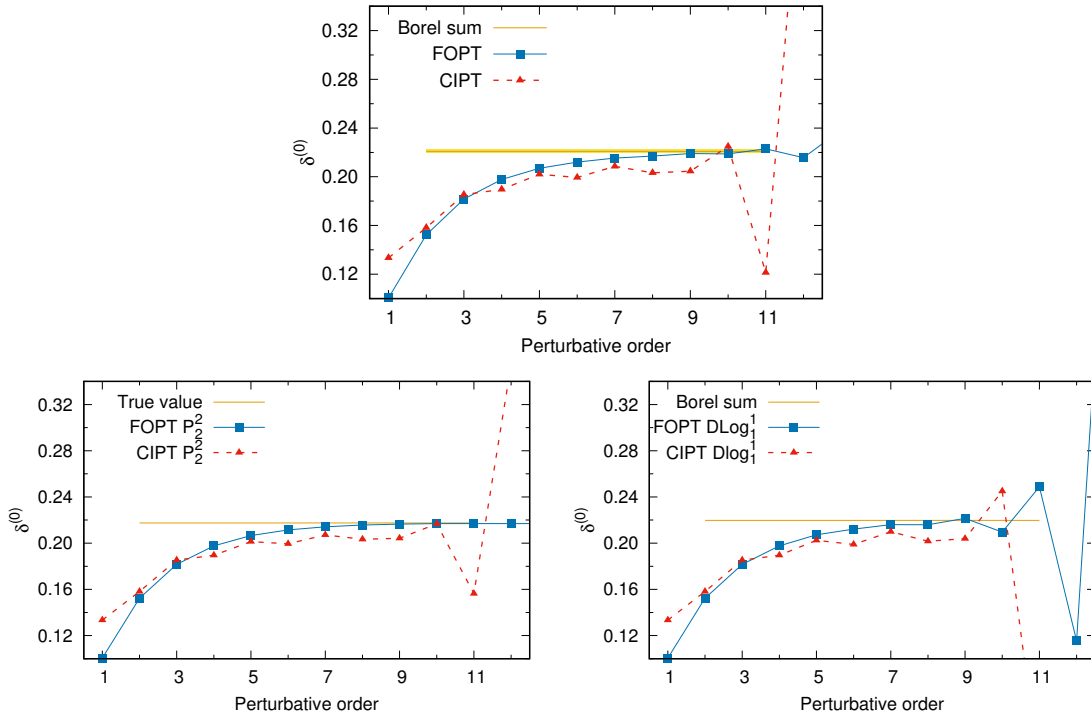 0.32
0.28
0.24
0.20
0.16
0.12
δ(0)
Borel sum
FOPT
CIPT
1 3 5 7 9 11
Perturbative order
0.32
0.28
0.24
0.20
0.16
0.12
δ(0)
True value
FOPT P²₂
CIPT P²₂
1 3 5 7 9 11
Perturbative order
0.32
0.28
0.24
0.20
0.16
0.12
δ(0)
Borel sum
FOPT DLog¹₁
CIPT Dlog¹₁
1 3 5 7 9 11
Perturbative order